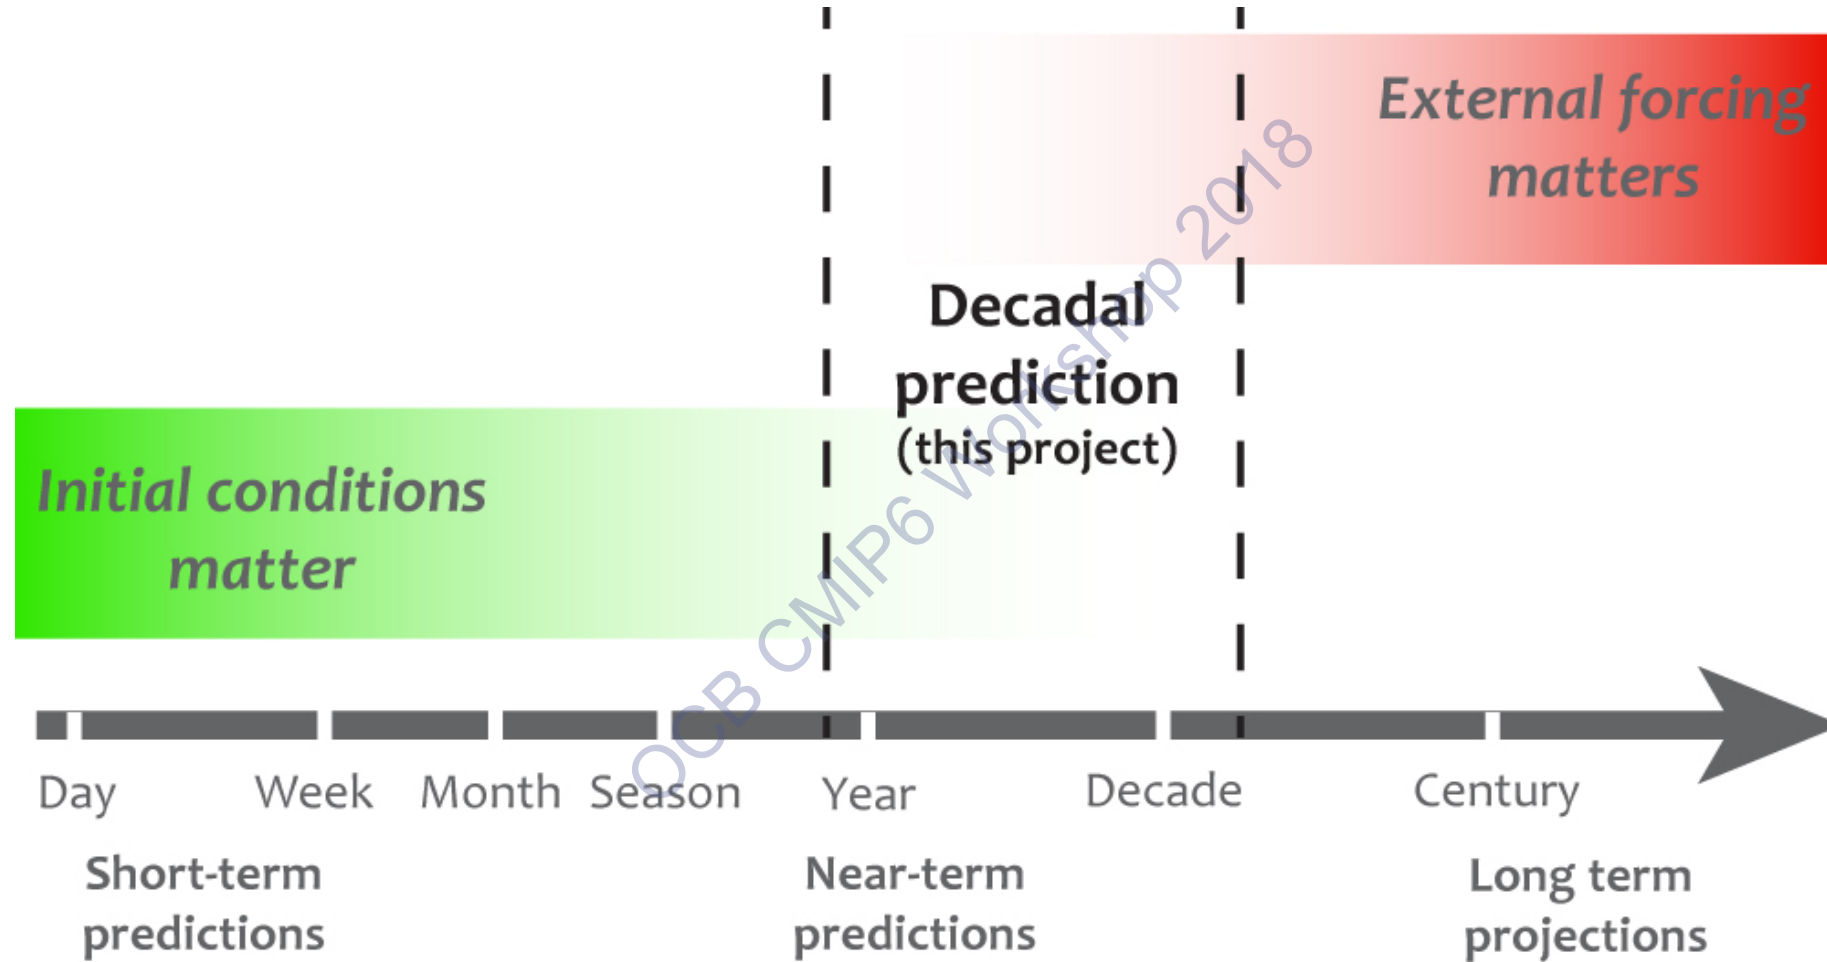 External forcing
matters
Decadal
prediction
(this project)
Initial conditions
matter
OCB CMIP6 Workshop 2018
Day Week Month Season Year Decade Century
Short-term
predictions
Near-term
predictions
Long term
projections